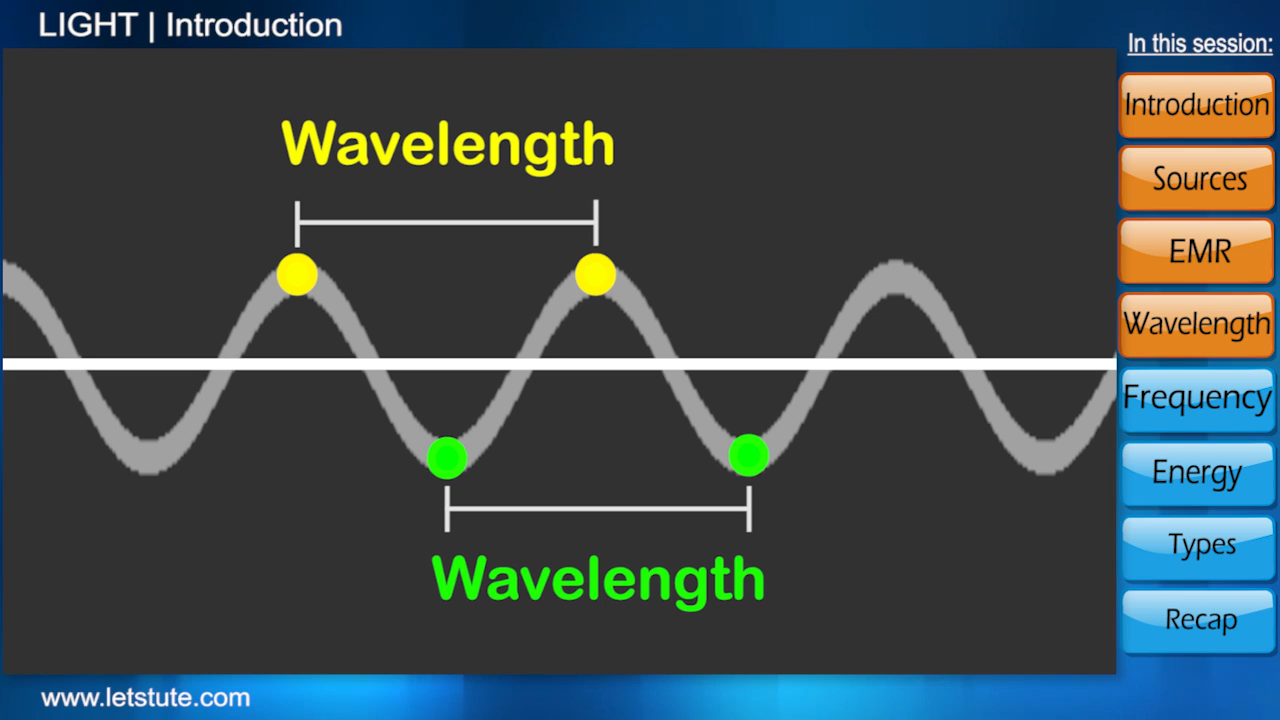 LIGHT | Introduction
In this session:
Introduction
Sources
EMR
Wavelength
Frequency
Energy
Types
Recap
Wavelength
Wavelength
www.letstute.com